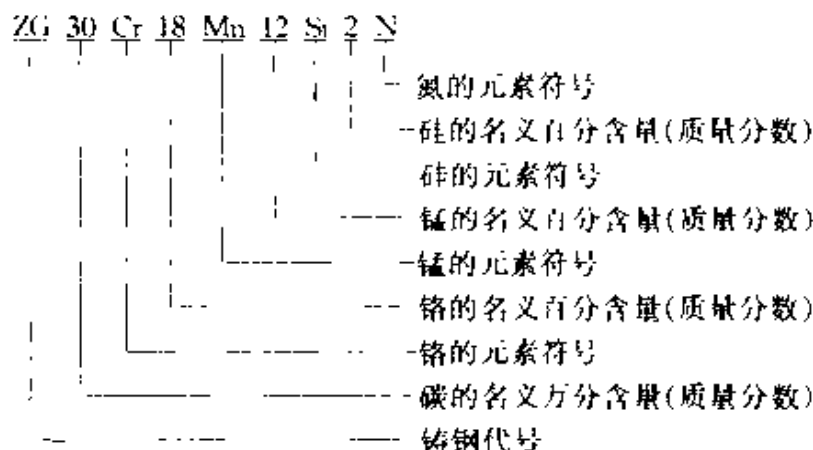 ZG 30 Cr 18 Mn 12 Si 2 N
氮的元素符号
硅的名义百分含量(质量分数)
硅的元素符号
锰的名义百分含量(质量分数)
锰的元素符号
铬的名义百分含量(质量分数)
铬的元素符号
碳的名义万分含量(质量分数)
铸钢代号